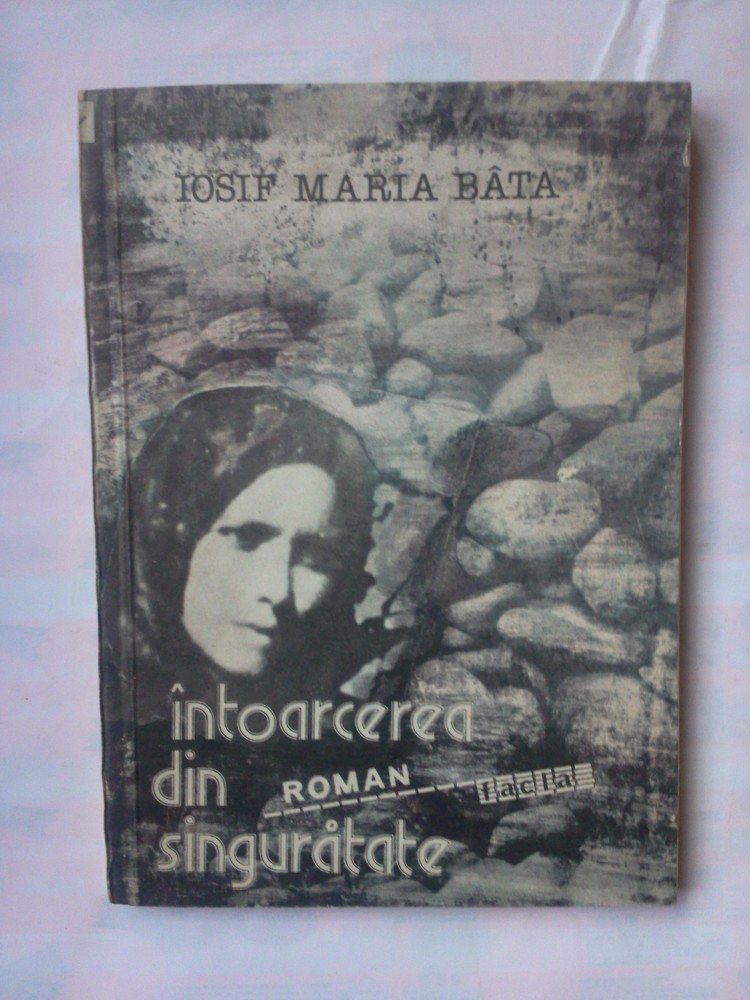 IOSIF MARIA BÂTA
întoarcerea
din
ROMAN
facla
singurătate